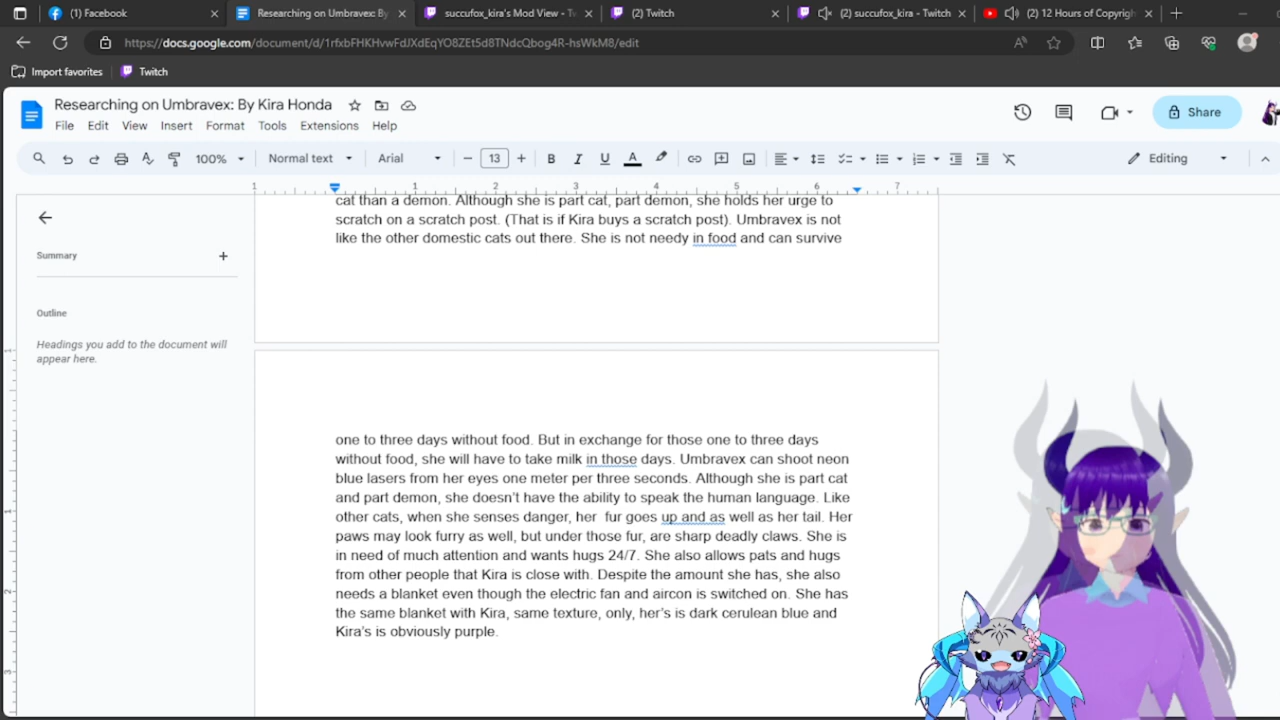 (1) Facebook
Researching on Umbravex: By
succufox_kira's Mod View - Tw
(2) Twitch
(2) succufox_kira - Twitch
(2) 12 Hours of Copyrigh
https://docs.google.com/document/d/1rfxbFHKHvwFdJXdEqYO8ZEt5d8TNdcQbog4R-hsWkM8/edit
Import favorites
Twitch
Researching on Umbravex: By Kira Honda
File Edit View Insert Format Tools Extensions Help
Share
100% Normal text Arial 13 Editing
1 1 2 3 4 5 6 7
cat than a demon. Although she is part cat, part demon, she holds her urge to
scratch on a scratch post. (That is if Kira buys a scratch post). Umbravex is not
like the other domestic cats out there. She is not needy in food and can survive
Summary
Outline
Headings you add to the document will
appear here.
one to three days without food. But in exchange for those one to three days
without food, she will have to take milk in those days. Umbravex can shoot neon
blue lasers from her eyes one meter per three seconds. Although she is part cat
and part demon, she doesn't have the ability to speak the human language. Like
other cats, when she senses danger, her  fur goes up and as well as her tail. Her
paws may look furry as well, but under those fur, are sharp deadly claws. She is
in need of much attention and wants hugs 24/7. She also allows pats and hugs
from other people that Kira is close with. Despite the amount she has, she also
needs a blanket even though the electric fan and aircon is switched on. She has
the same blanket with Kira, same texture, only, her's is dark cerulean blue and
Kira's is obviously purple.